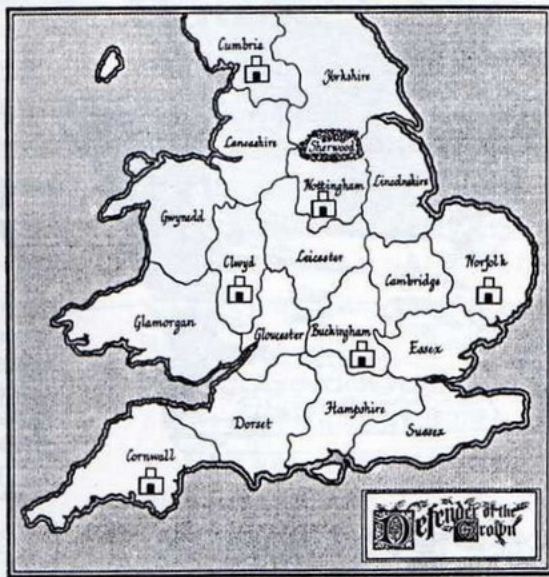 Cumbria
Yorkshire
Lancashire
Sherwood
Nottingham
Lincolnshire
Gwynedd
Clwyd
Leicester
Cambridge
Norfolk
Glamorgan
Gloucester
Buckingham
Essex
Dorset
Hampshire
Sussex
Cornwall
Defender of the
Crown